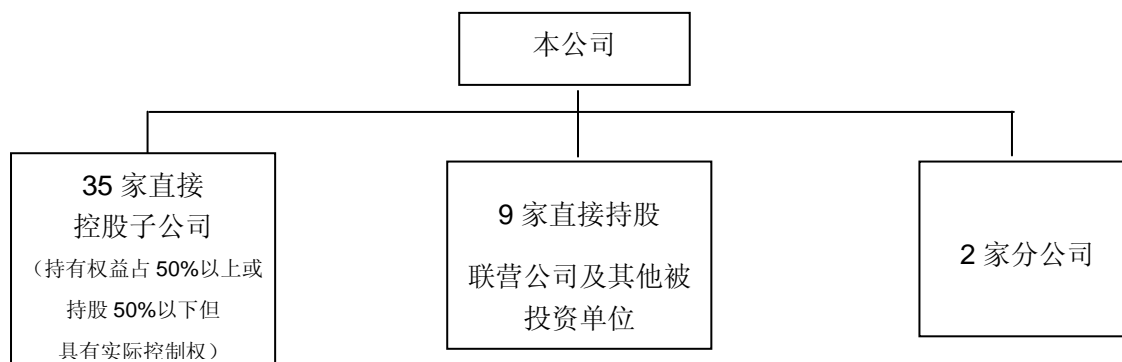 本公司
35 家直接
控股子公司
（持有权益占 50%以上或
持股 50%以下但
具有实际控制权）
9 家直接持股
联营公司及其他被
投资单位
2 家分公司